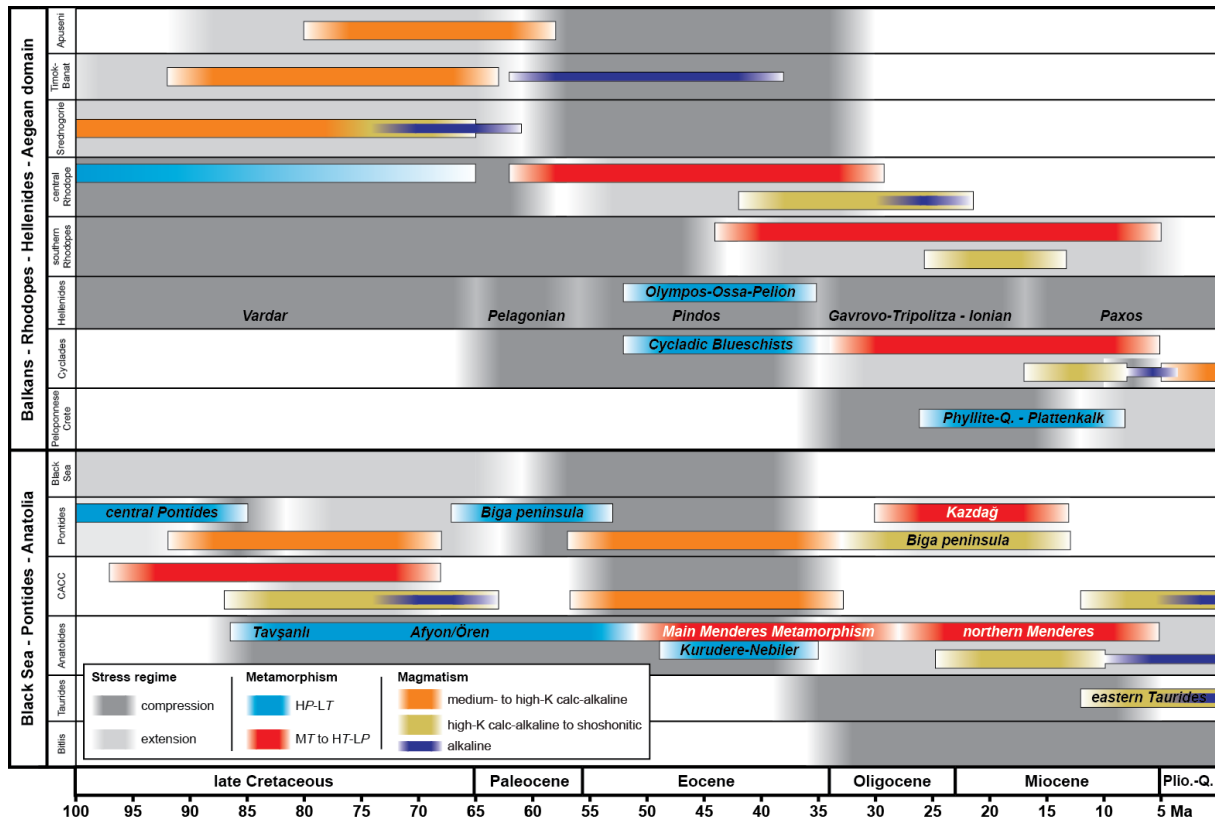 Balkans - Rhodopes - Hellenides - Aegean domain
Apuseni
Timok-
Banat
Srednogorie
central
Rhodope
southern
Rhodopes
Hellenides
Olympos-Ossa-Pelion
Vardar
Pelagonian
Pindos
Gavrovo-Tripolitza - Ionian
Paxos
Cyclades
Cycladic Blueschists
Peloponnese
Crete
Phyllite-Q. - Plattenkalk
Black Sea - Pontides - Anatolia
Black
Sea
Pontides
central Pontides
Biga peninsula
Kazdağ
Biga peninsula
CACC
Anatolides
Tavşanlı
Afyon/Ören
Main Menderes Metamorphism
northern Menderes
Kurudere-Nebiler
Taurides
eastern Taurides
Bitlis
Stress regime
compression
extension
Metamorphism
HP-LT
MT to HT-LP
Magmatism
medium- to high-K calc-alkaline
high-K calc-alkaline to shoshonitic
alkaline
late Cretaceous
Paleocene
Eocene
Oligocene
Miocene
Plio.-Q.
100 95 90 85 80 75 70 65 60 55 50 45 40 35 30 25 20 15 10 5 Ma